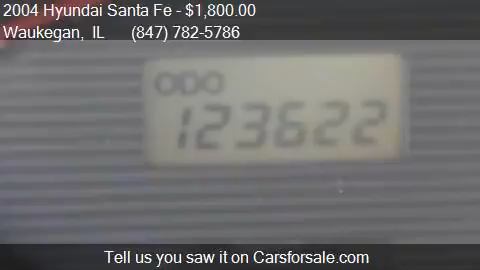 2004 Hyundai Santa Fe - $1,800.00
Waukegan, IL (847) 782-5786
ODO
123622
Tell us you saw it on Carsforsale.com